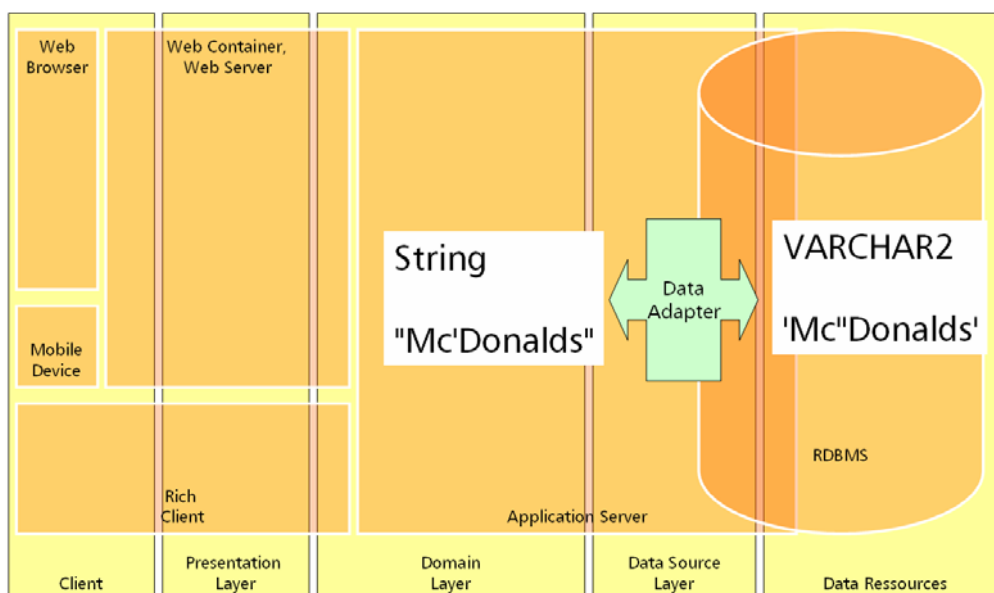 Web
Browser
Web Container,
Web Server
String
"Mc'Donalds"
Data
Adapter
VARCHAR2
'Mc''Donalds'
Mobile
Device
RDBMS
Rich
Client
Application Server
Client
Presentation
Layer
Domain
Layer
Data Source
Layer
Data Ressources